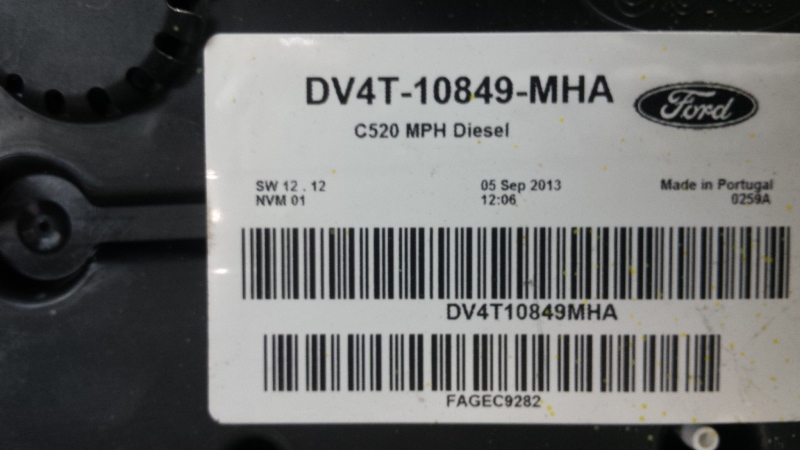 DV4T-10849-MHA
Ford
C520 MPH Diesel
SW 12 . 12 05 Sep 2013 Made in Portugal
NVM 01 12:06 0259A
DV4T10849MHA
FAGEC9282